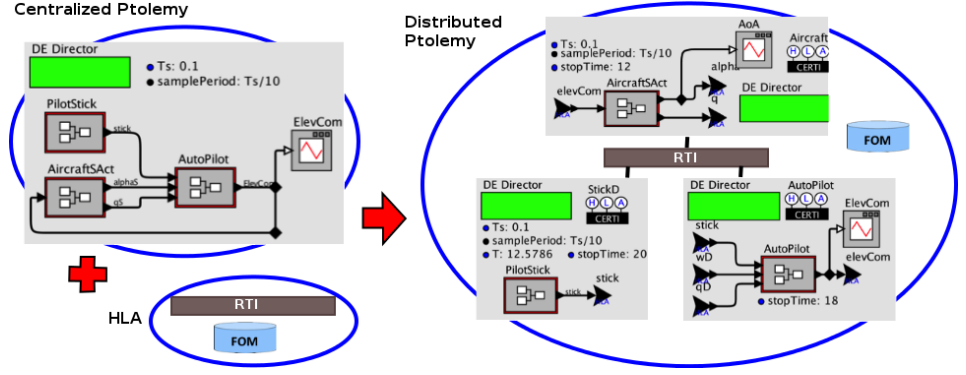 Centralized Ptolemy
DE Director
Ts: 0.1
samplePeriod: Ts/10
PilotStick
stick
ElevCom
AircraftSAct
AutoPilot
alphaS
qS
ElevCom
HLA
RTI
FOM
Distributed
Ptolemy
AoA
Ts: 0.1
samplePeriod: Ts/10
stopTime: 12
Aircraft
H L A
CERTI
alpha
elevCom
AircraftSAct
q
DE Director
FOM
RTI
DE Director
StickD
H L A
CERTI
Ts: 0.1
samplePeriod: Ts/10
T: 12.5786
stopTime: 20
PilotStick
stick
stick
DE Director
AutoPilot
H L A
CERTI
ElevCom
stick
wD
AutoPilot
elevCom
qD
stopTime: 18